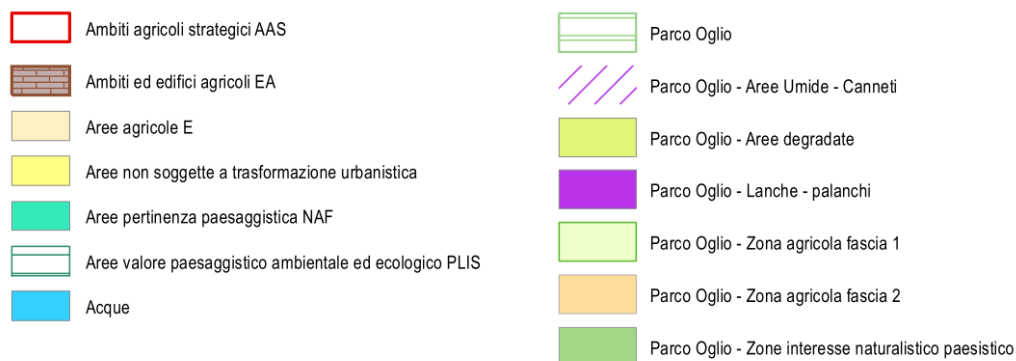 Ambiti agricoli strategici AAS
Ambiti ed edifici agricoli EA
Aree agricole E
Aree non soggette a trasformazione urbanistica
Aree pertinenza paesaggistica NAF
Aree valore paesaggistico ambientale ed ecologico PLIS
Acque
Parco Oglio
Parco Oglio - Aree Umide - Canneti
Parco Oglio - Aree degradate
Parco Oglio - Lanche - palanchi
Parco Oglio - Zona agricola fascia 1
Parco Oglio - Zona agricola fascia 2
Parco Oglio - Zone interesse naturalistico paesistico